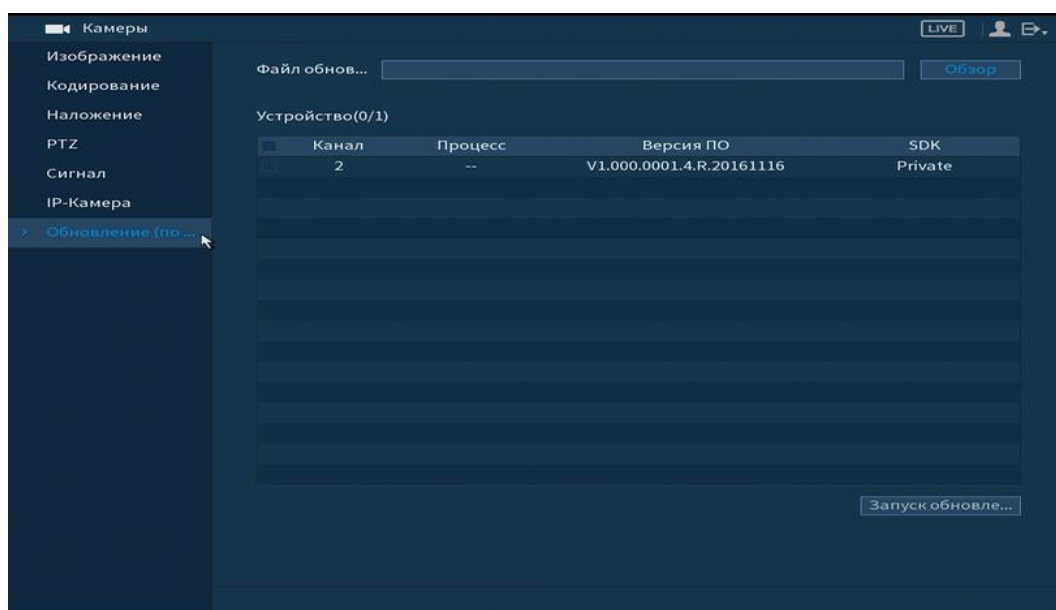 Камеры
LIVE
Изображение
Кодирование
Наложение
PTZ
Сигнал
IP-Камера
Обновление (по ...
Файл обнов...
Обзор
Устройство(0/1)
Канал Процесс Версия ПО SDK
2 -- V1.000.0001.4.R.20161116 Private
Запуск обновле...